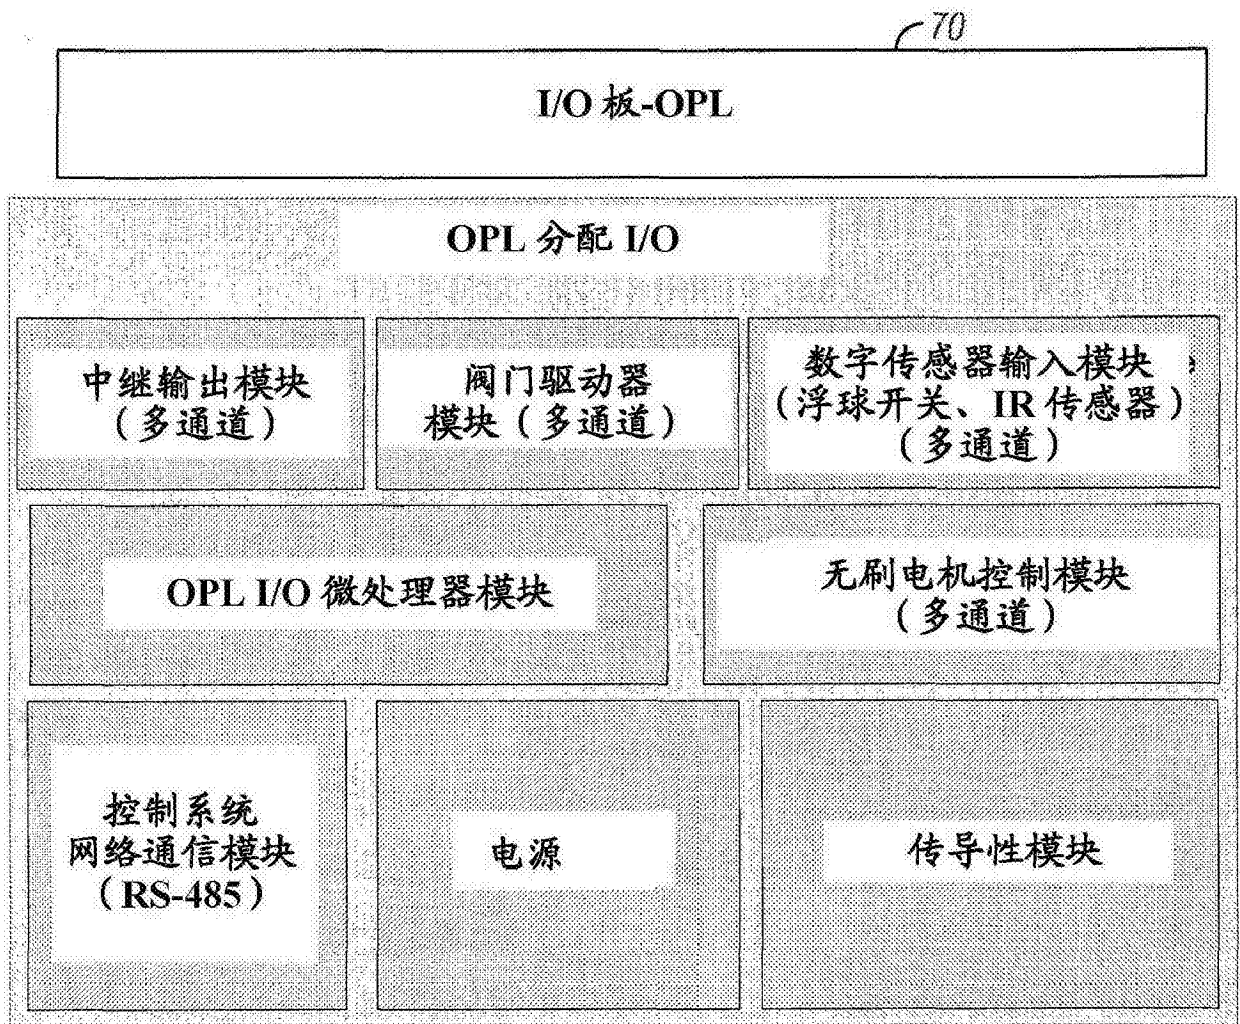 70
I/O 板-OPL
OPL 分配 I/O
中继输出模块
（多通道）
阀门驱动器
模块（多通道）
数字传感器输入模块
（浮球开关、IR 传感器）
（多通道）
OPL I/O 微处理器模块
无刷电机控制模块
（多通道）
控制系统
网络通信模块
（RS-485）
电源
传导性模块